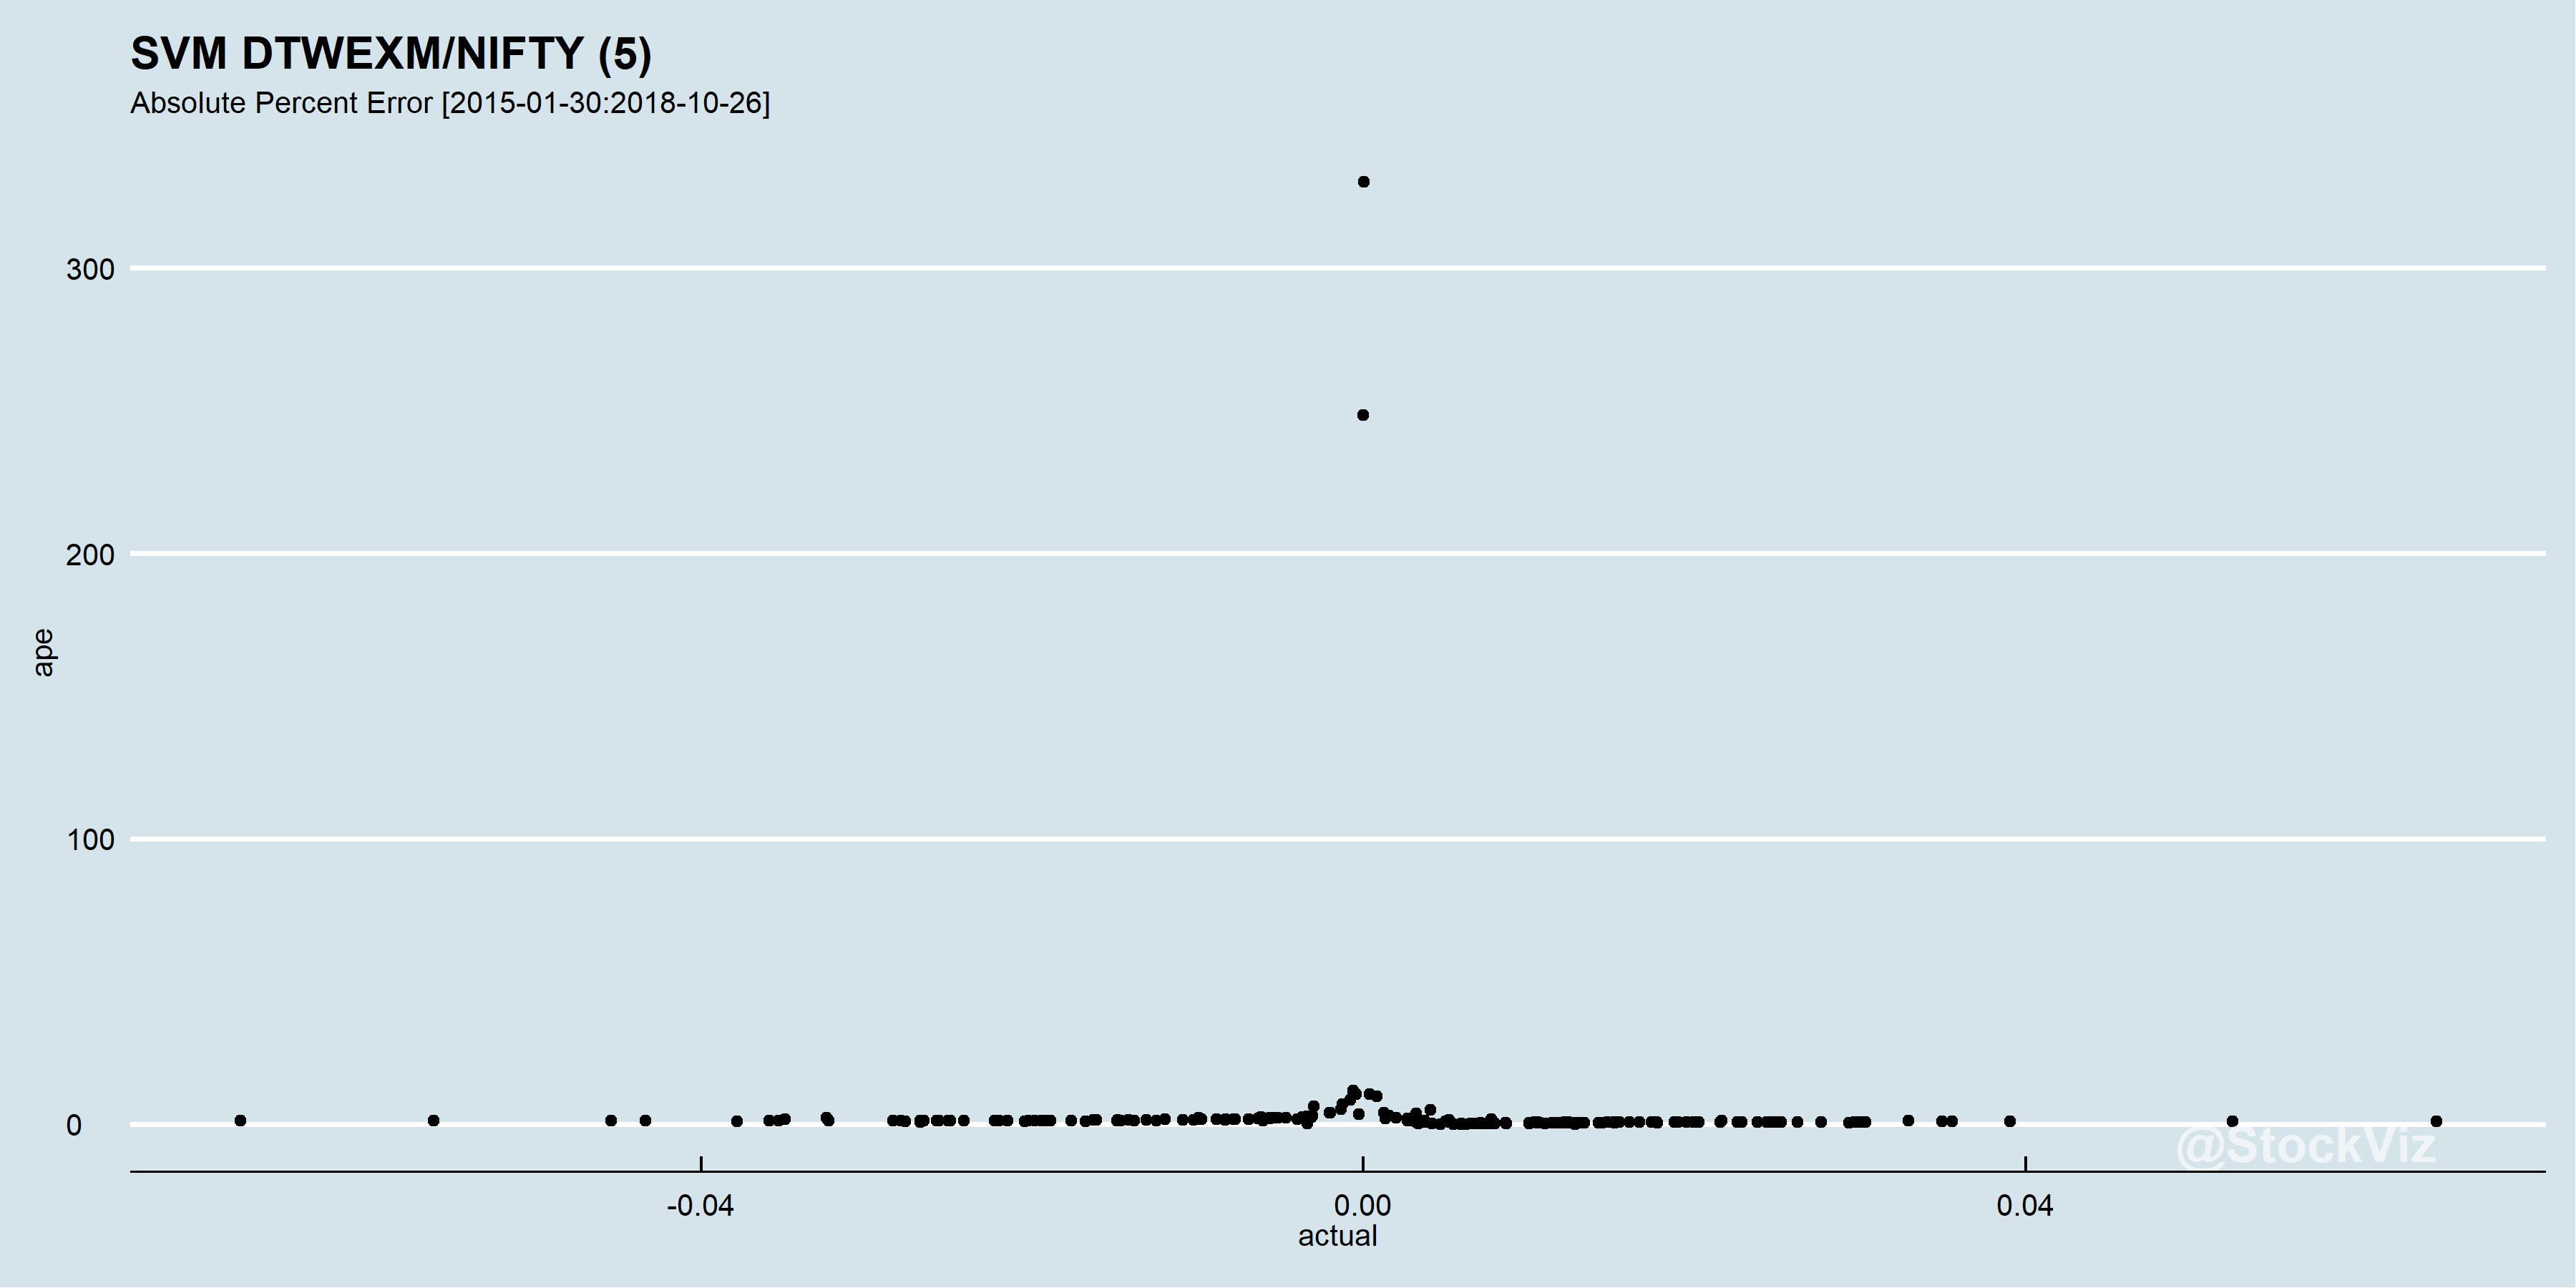 SVM DTWEXM/NIFTY (5)
Absolute Percent Error [2015-01-30:2018-10-26]
300
200
100
0
ape
-0.04 0.00 0.04
actual
@StockViz